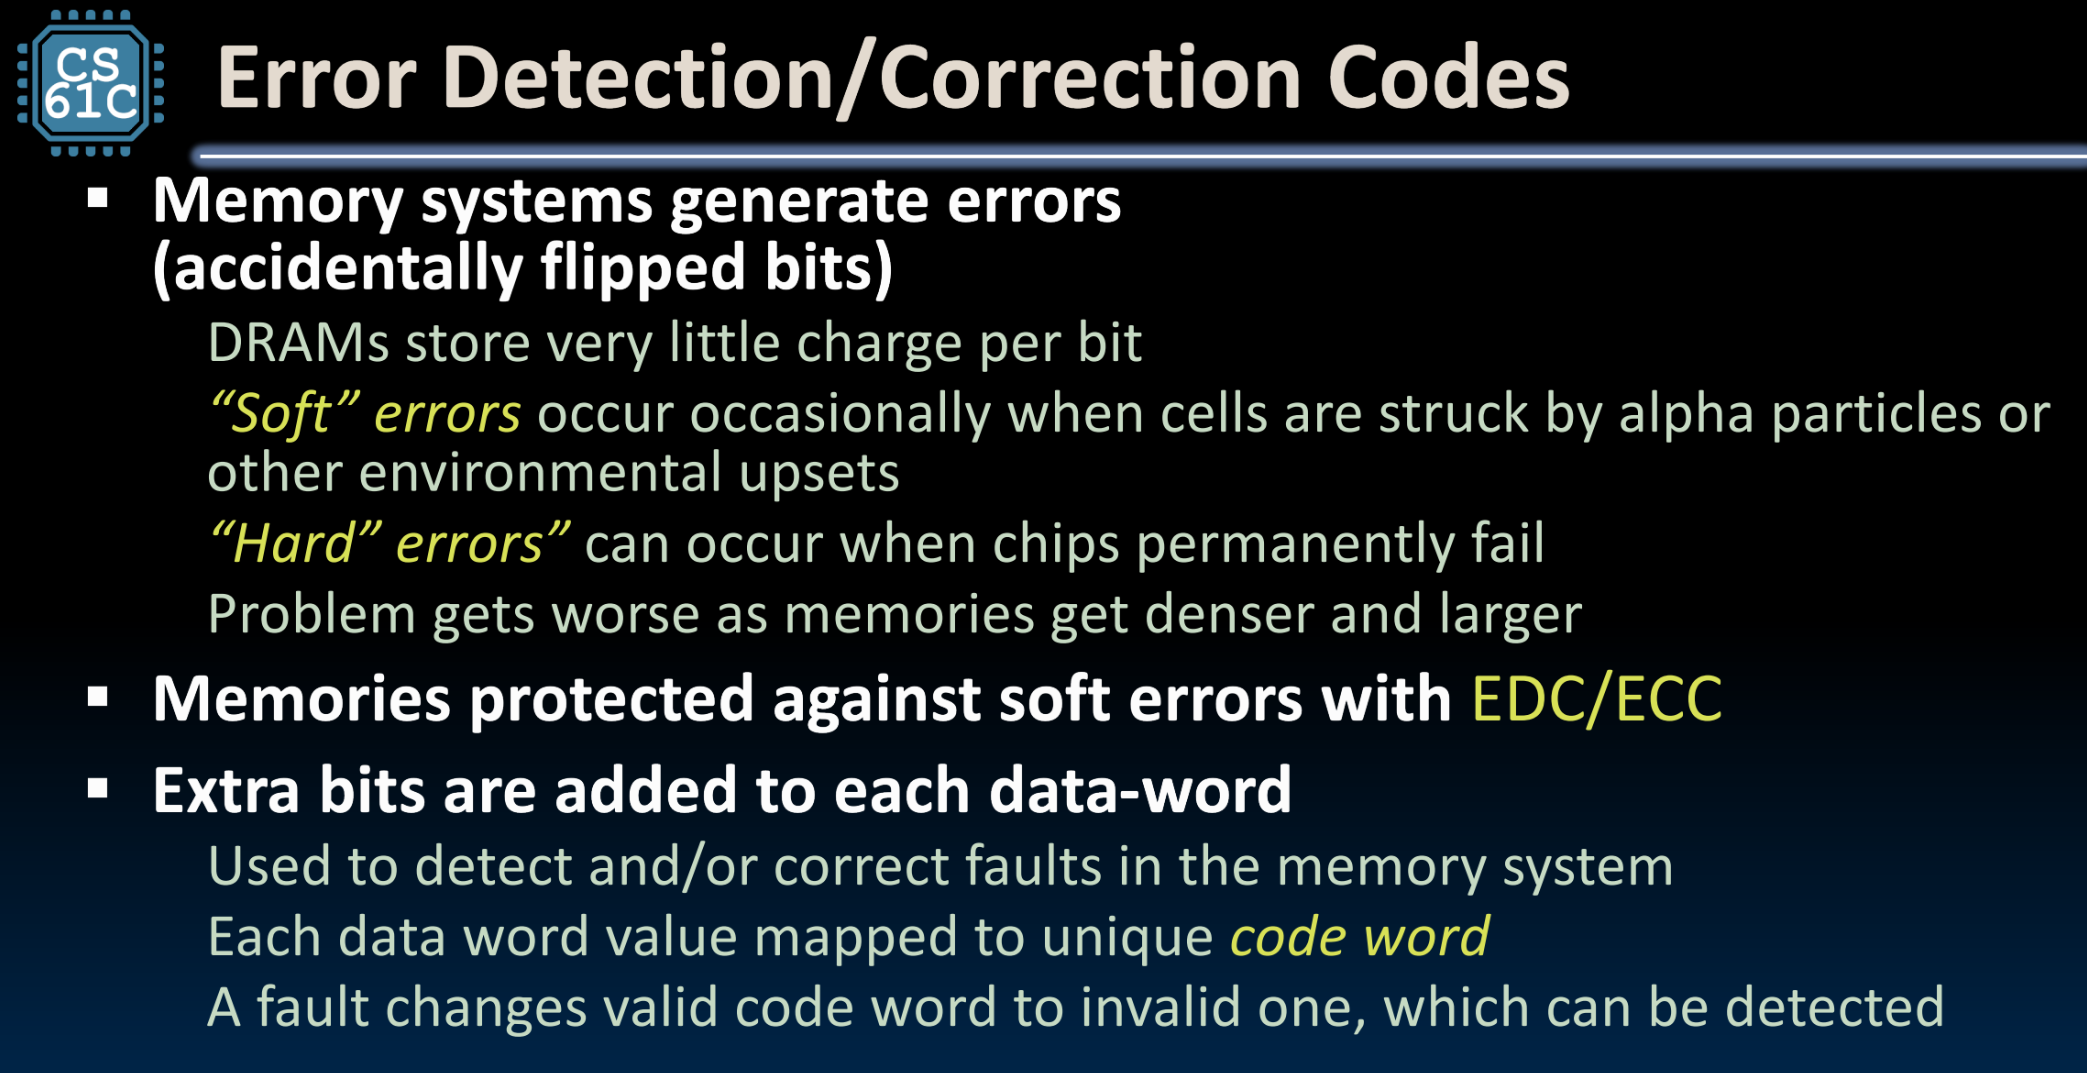 CS
61C
Error Detection/Correction Codes
▪ Memory systems generate errors
(accidentally flipped bits)
DRAMs store very little charge per bit
“Soft” errors occur occasionally when cells are struck by alpha particles or
other environmental upsets
“Hard” errors” can occur when chips permanently fail
Problem gets worse as memories get denser and larger
▪ Memories protected against soft errors with EDC/ECC
▪ Extra bits are added to each data-word
Used to detect and/or correct faults in the memory system
Each data word value mapped to unique code word
A fault changes valid code word to invalid one, which can be detected